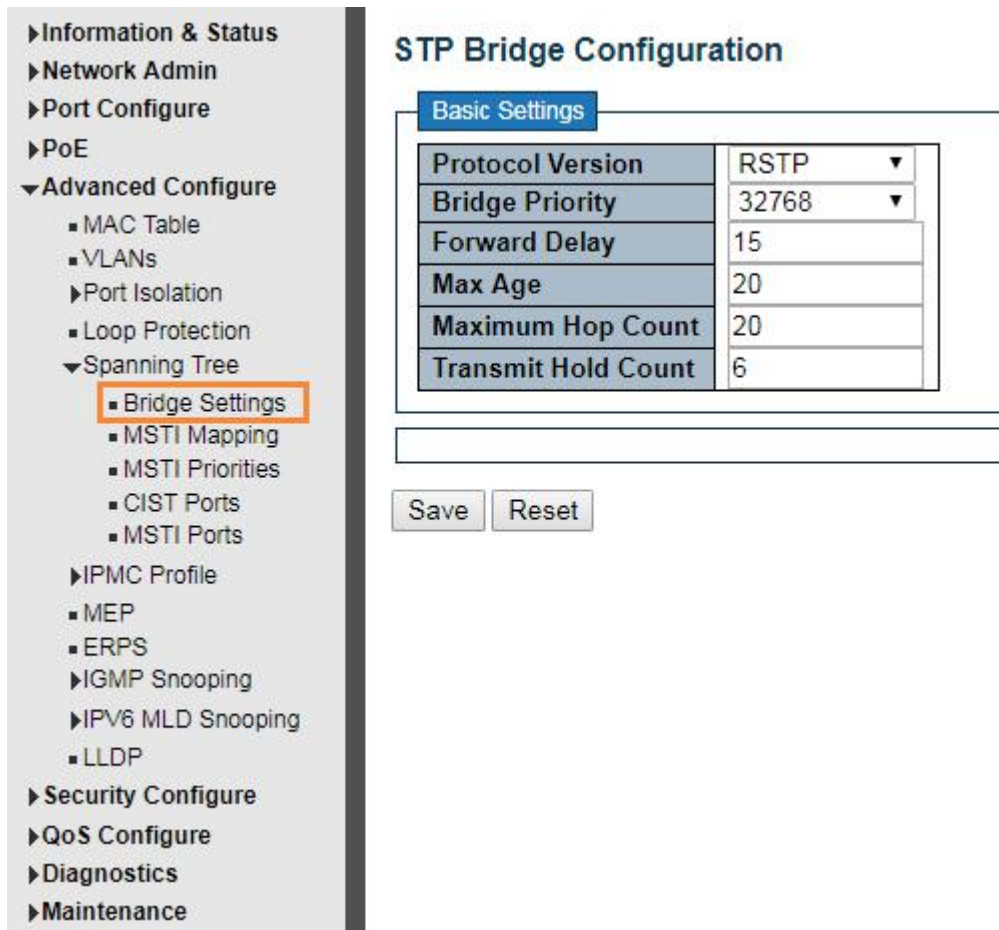 Information & Status
Network Admin
Port Configure
PoE
Advanced Configure
MAC Table
VLANs
Port Isolation
Loop Protection
Spanning Tree
Bridge Settings
MSTI Mapping
MSTI Priorities
CIST Ports
MSTI Ports
IPMC Profile
MEP
ERPS
IGMP Snooping
IPV6 MLD Snooping
LLDP
Security Configure
QoS Configure
Diagnostics
Maintenance
STP Bridge Configuration
Basic Settings
Protocol Version RSTP
Bridge Priority 32768
Forward Delay 15
Max Age 20
Maximum Hop Count 20
Transmit Hold Count 6
Save Reset